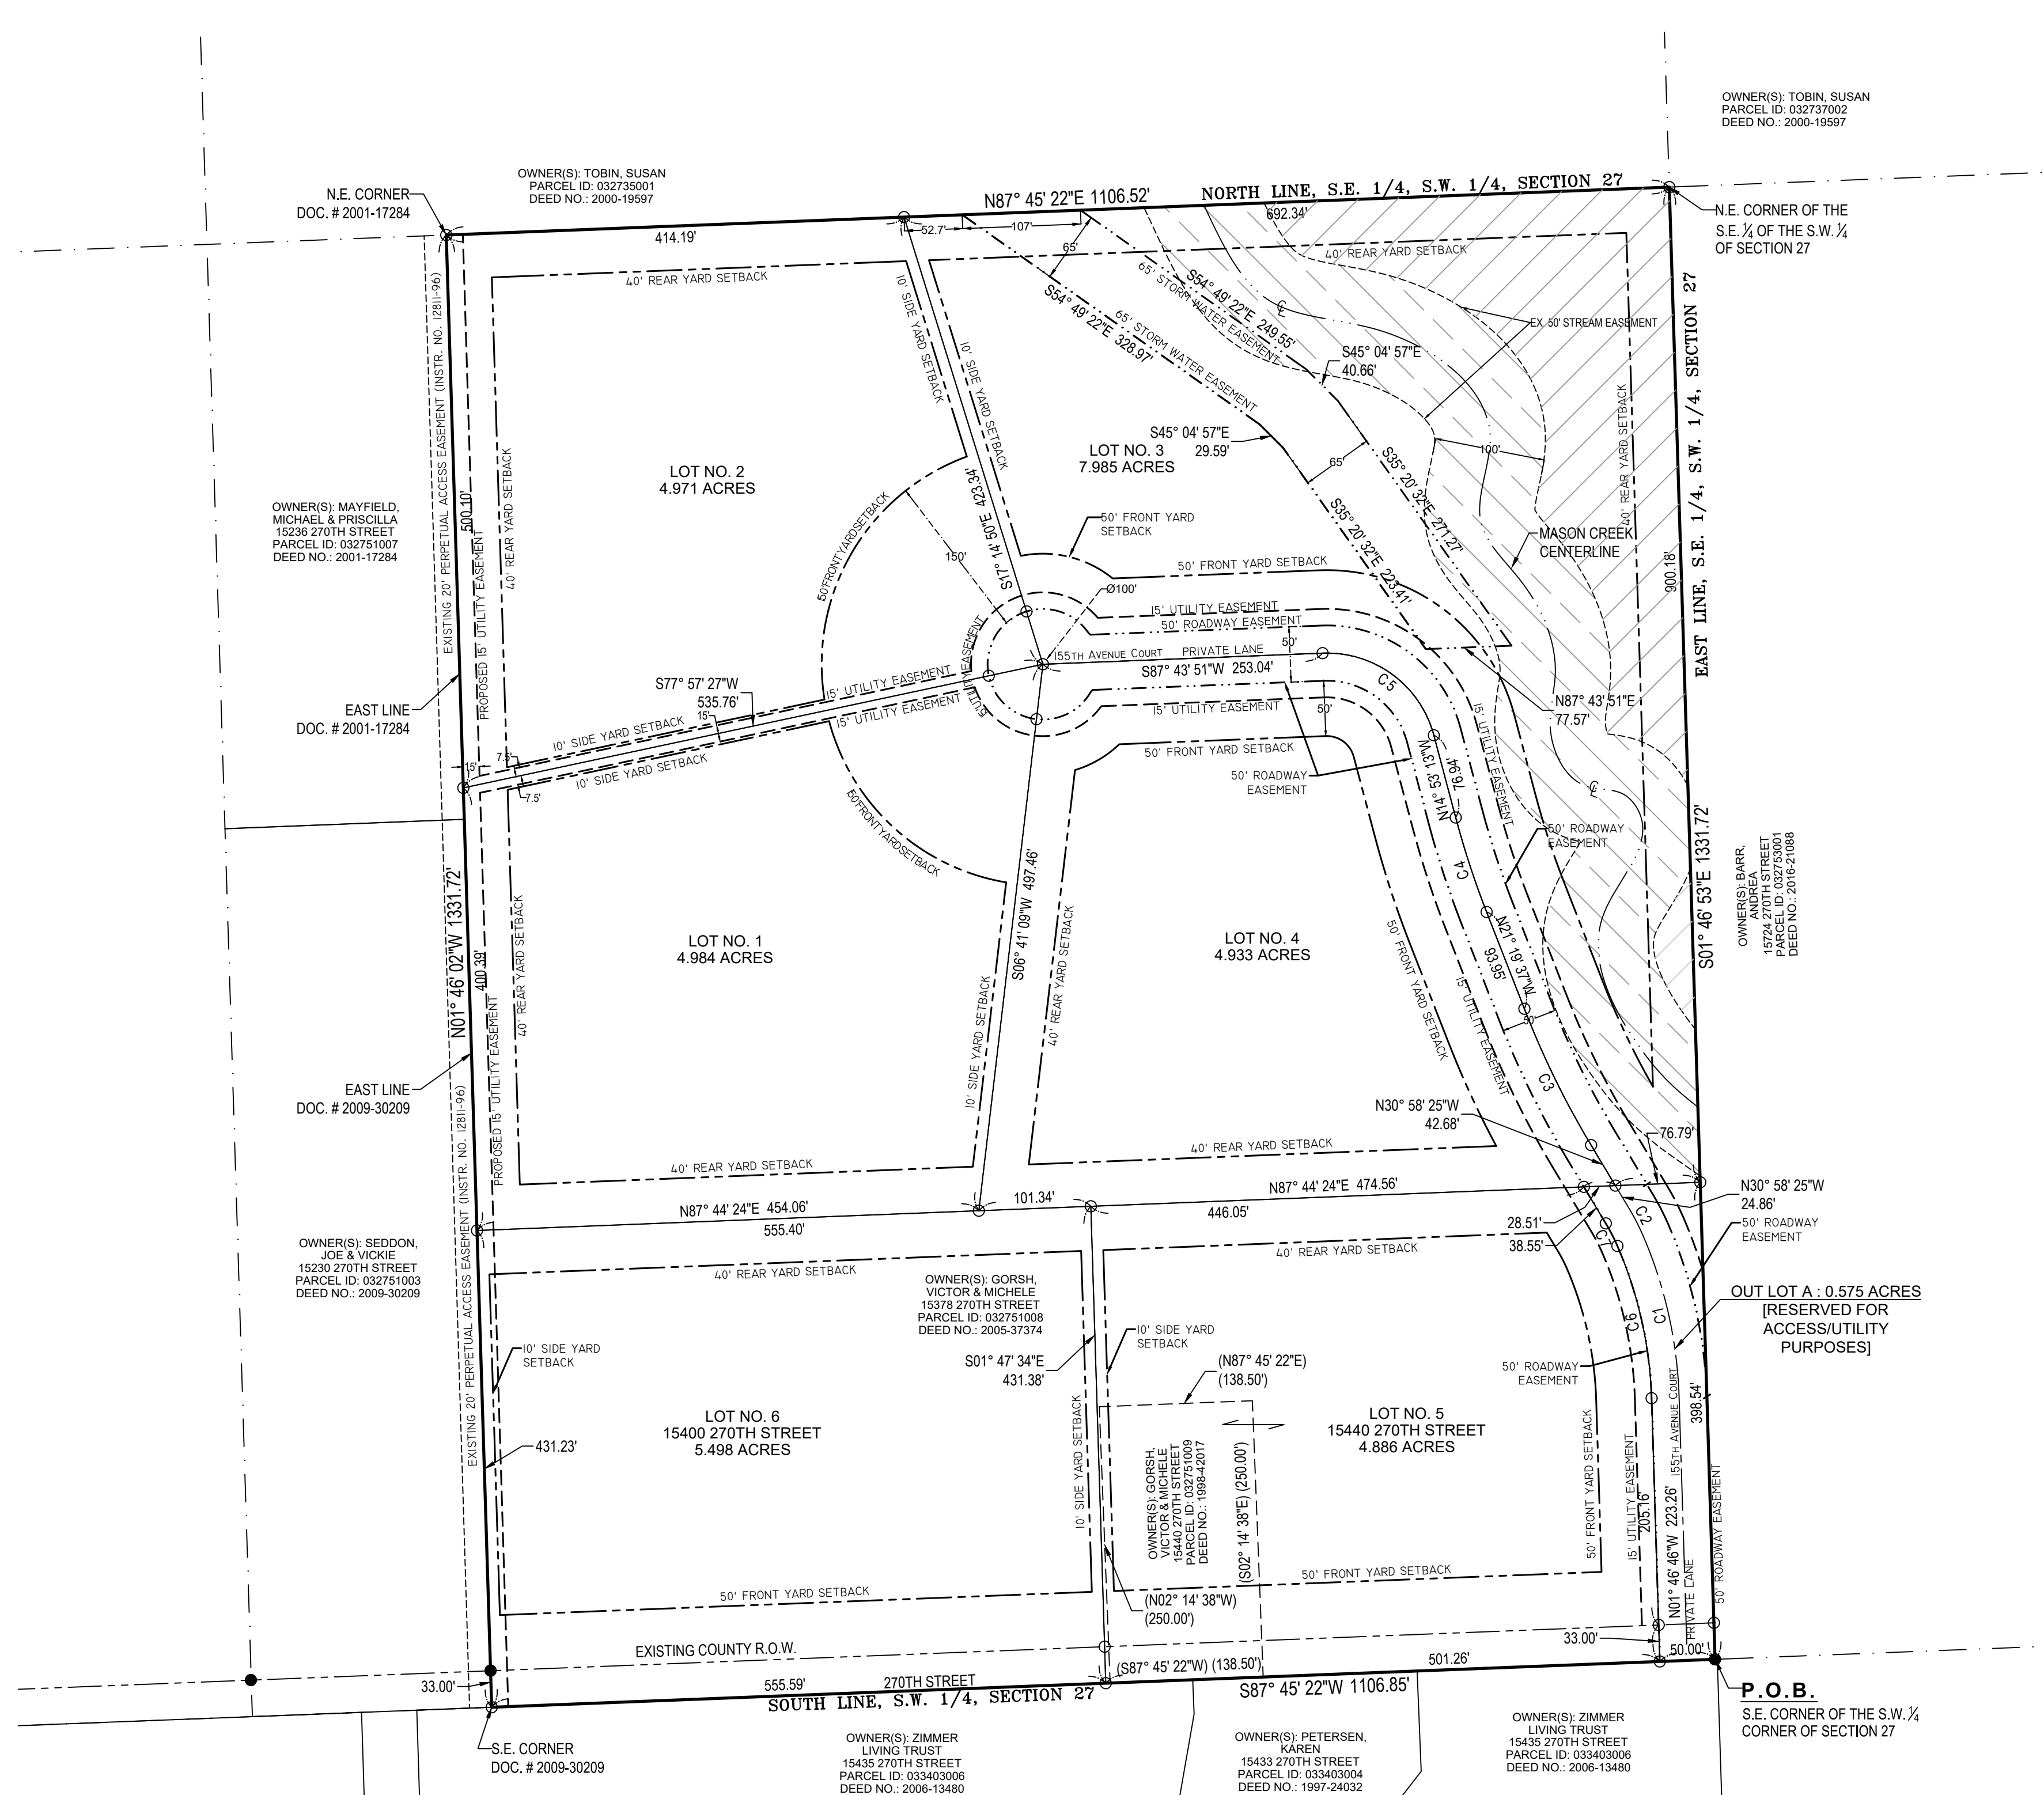 OWNER(S): TOBIN, SUSAN
PARCEL ID: 032737002
DEED NO.: 2000-19597
OWNER(S): TOBIN, SUSAN
PARCEL ID: 032735001
DEED NO.: 2000-19597
N.E. CORNER
DOC. # 2001-17284
N87° 45' 22"E 1106.52'
NORTH LINE, S.E. 1/4, S.W. 1/4, SECTION 27
N.E. CORNER OF THE
S.E. 1/4 OF THE S.W. 1/4
OF SECTION 27
414.19'
52.7'
107'
692.34'
65'
40' REAR YARD SETBACK
40' REAR YARD SETBACK
10' SIDE YARD SETBACK
10' SIDE YARD SETBACK
S54° 49' 22"E 328.97'
65' STORM WATER EASEMENT
S54° 49' 22"E 249.55'
65' STORM WATER EASEMENT
EX. 50' STREAM EASEMENT
S45° 04' 57"E
40.66'
S45° 04' 57"E
29.59'
EXISTING 20' PERPETUAL ACCESS EASEMENT (INSTR. NO. 12811-96)
500.10'
PROPOSED 15' UTILITY EASEMENT
40' REAR YARD SETBACK
LOT NO. 2
4.971 ACRES
LOT NO. 3
7.985 ACRES
65'
100'
S35° 20' 32"E 271.27'
S35° 20' 32"E 223.41'
40' REAR YARD SETBACK
MASON CREEK
CENTERLINE
900.18'
EAST LINE, S.E. 1/4, S.W. 1/4, SECTION 27
OWNER(S): MAYFIELD,
MICHAEL & PRISCILLA
15236 270TH STREET
PARCEL ID: 032751007
DEED NO.: 2001-17284
50' FRONT YARD SETBACK
150'
S17° 14' 50"E 423.34'
50' FRONT YARD
SETBACK
50' FRONT YARD SETBACK
Ø100'
15' UTILITY EASEMENT
50' ROADWAY EASEMENT
15' UTILITY EASEMENT
155TH AVENUE COURT PRIVATE LANE
50'
S87° 43' 51"W 253.04'
C5
N87° 43' 51"E
77.57'
S77° 57' 27"W
535.76'
15' UTILITY EASEMENT
15' UTILITY EASEMENT
15' UTILITY EASEMENT
50'
50' FRONT YARD SETBACK
50' ROADWAY
EASEMENT
EAST LINE
DOC. # 2001-17284
10' SIDE YARD SETBACK
15'
10' SIDE YARD SETBACK
7.5'
15'
7.5'
50' FRONT YARD SETBACK
N14° 53' 13"W
76.94'
15' UTILITY EASEMENT
50' ROADWAY
EASEMENT
C4
S01° 46' 53"E 1331.72'
OWNER(S): BARR,
ANDREA
15724 270TH STREET
PARCEL ID: 032753001
DEED NO.: 2016-21088
N01° 46' 02"W 1331.72'
400.39'
PROPOSED 15' UTILITY EASEMENT
40' REAR YARD SETBACK
LOT NO. 1
4.984 ACRES
S06° 41' 09"W 497.46'
10' SIDE YARD SETBACK
40' REAR YARD SETBACK
LOT NO. 4
4.933 ACRES
50' FRONT YARD SETBACK
15' UTILITY EASEMENT
N21° 19' 37"W
93.95'
50'
C3
EAST LINE
DOC. # 2009-30209
EXISTING 20' PERPETUAL ACCESS EASEMENT (INSTR. NO. 12811-96)
N30° 58' 25"W
42.68'
76.79'
40' REAR YARD SETBACK
40' REAR YARD SETBACK
N87° 44' 24"E 454.06'
101.34'
N87° 44' 24"E 474.56'
555.40'
446.05'
28.51'
38.55'
N30° 58' 25"W
24.86'
C2
C7
50' ROADWAY
EASEMENT
OWNER(S): SEDDON,
JOE & VICKIE
15230 270TH STREET
PARCEL ID: 032751003
DEED NO.: 2009-30209
40' REAR YARD SETBACK
40' REAR YARD SETBACK
OWNER(S): GORSH,
VICTOR & MICHELE
15378 270TH STREET
PARCEL ID: 032751008
DEED NO.: 2005-37374
OUT LOT A : 0.575 ACRES
[RESERVED FOR
ACCESS/UTILITY
PURPOSES]
C6
C1
10' SIDE YARD
SETBACK
10' SIDE YARD
SETBACK
S01° 47' 34"E
431.38'
(N87° 45' 22"E)
(138.50')
50' ROADWAY
EASEMENT
398.54'
LOT NO. 6
15400 270TH STREET
5.498 ACRES
431.23'
10' SIDE YARD SETBACK
OWNER(S): GORSH,
VICTOR & MICHELE
15440 270TH STREET
PARCEL ID: 032751009
DEED NO.: 1998-42017
(S02° 14' 38"E) (250.00')
LOT NO. 5
15440 270TH STREET
4.886 ACRES
50' FRONT YARD SETBACK
15' UTILITY EASEMENT
205.16'
N01° 46' 46"W 223.26'
155TH AVENUE COURT
PRIVATE LANE
50' ROADWAY EASEMENT
50' FRONT YARD SETBACK
50' FRONT YARD SETBACK
(N02° 14' 38"W)
(250.00')
EXISTING COUNTY R.O.W.
33.00'
33.00'
50.00'
555.59'
270TH STREET
(S87° 45' 22"W) (138.50')
501.26'
SOUTH LINE, S.W. 1/4, SECTION 27
S87° 45' 22"W 1106.85'
P.O.B.
S.E. CORNER OF THE S.W. 1/4
CORNER OF SECTION 27
S.E. CORNER
DOC. # 2009-30209
OWNER(S): ZIMMER
LIVING TRUST
15435 270TH STREET
PARCEL ID: 033403006
DEED NO.: 2006-13480
OWNER(S): PETERSEN,
KAREN
15433 270TH STREET
PARCEL ID: 033403004
DEED NO.: 1997-24032
OWNER(S): ZIMMER
LIVING TRUST
15435 270TH STREET
PARCEL ID: 033403006
DEED NO.: 2006-13480